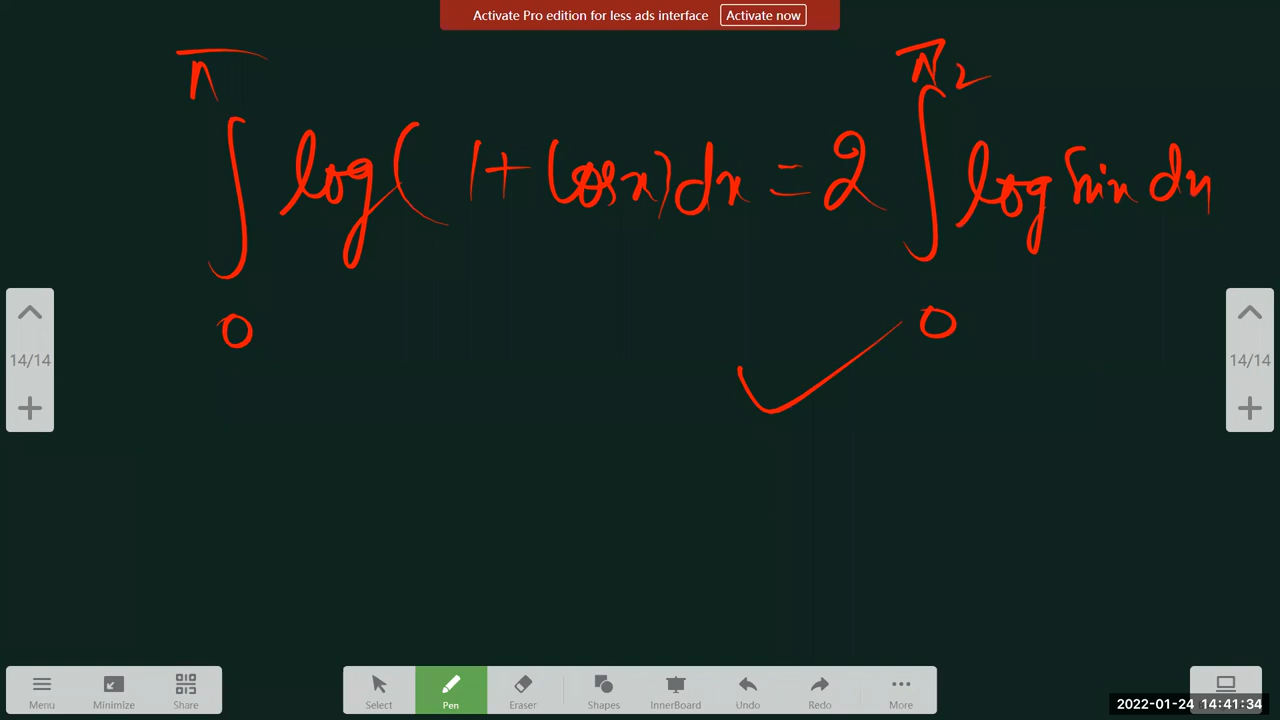 Activate Pro edition for less ads interface Activate now
π π/2
∫ log(1+cosx)dx = 2 ∫ log sinx dx
0 0
14/14 14/14
Menu Minimize Share Select Pen Eraser Shapes InnerBoard Undo Redo More
2022-01-24 14:41:34